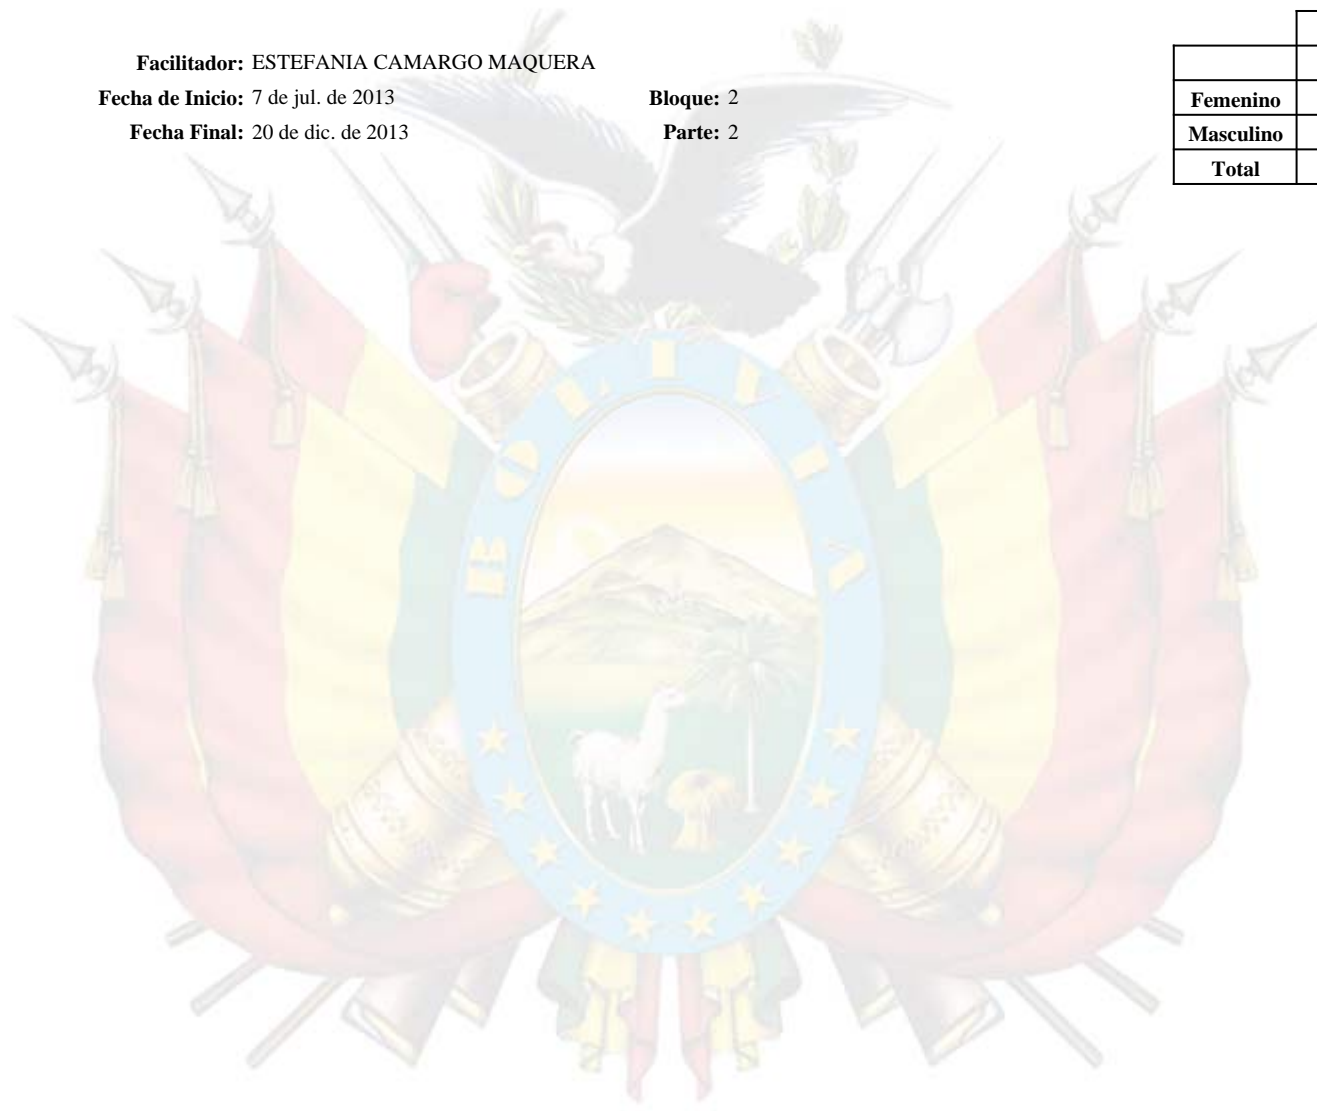 Facilitador: ESTEFANIA CAMARGO MAQUERA
Fecha de Inicio: 7 de jul. de 2013 Bloque: 2
Fecha Final: 20 de dic. de 2013 Parte: 2
Femenino
Masculino
Total
BOLIVIA